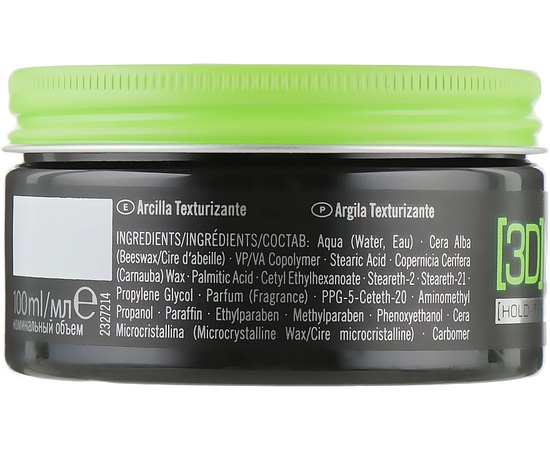 Ⓔ Arcilla Texturizante
Ⓟ Argila Texturizante
INGREDIENTS/INGRÉDIENTS/COCTAB: Aqua (Water, Eau) · Cera Alba
(Beeswax/Cire d'abeille) · VP/VA Copolymer · Stearic Acid · Copernicia Cerifera
(Carnauba) Wax · Palmitic Acid · Cetyl Ethylhexanoate · Steareth-2 · Steareth-21 ·
Propylene Glycol · Parfum (Fragrance) · PPG-5-Ceteth-20 · Aminomethyl
Propanol · Paraffin · Ethylparaben · Methylparaben · Phenoxyethanol · Cera
Microcristallina (Microcrystalline Wax/Cire microcristalline) · Carbomer
100ml/мл e
номинальный объем
2327214
[3D]
[HOLD